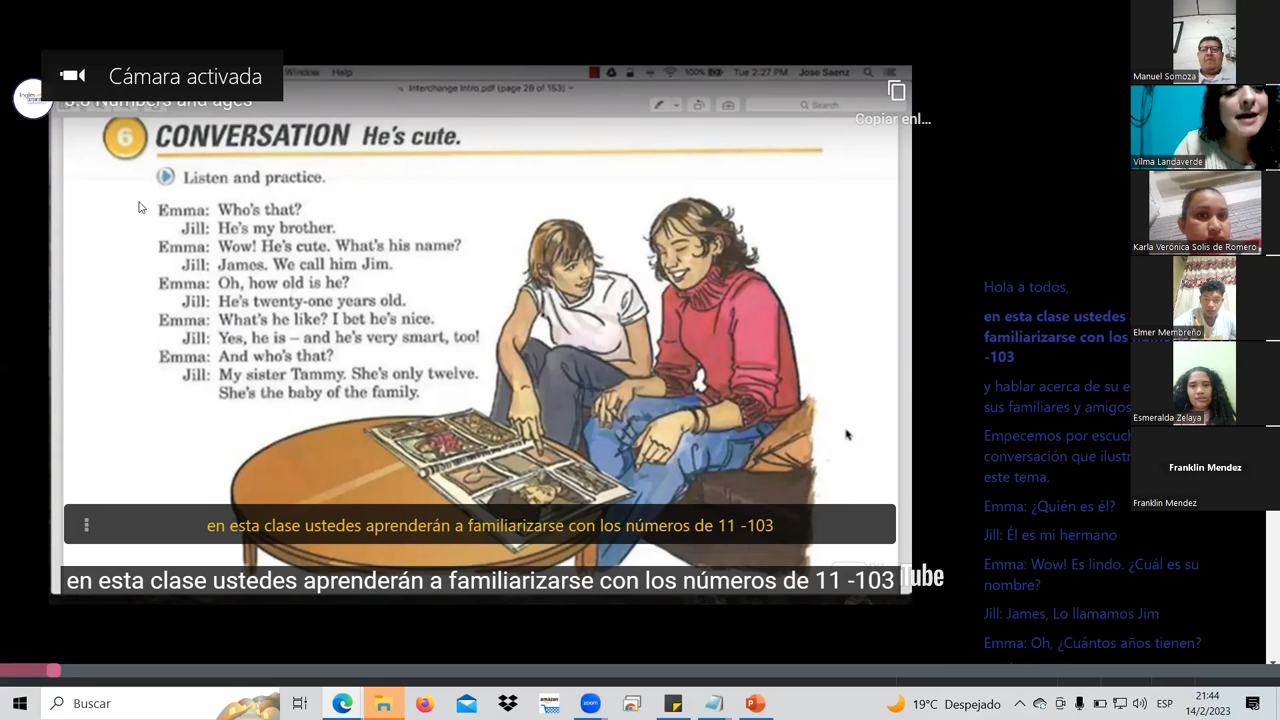 Cámara activada
Window Help
100%
Tue 2:27 PM Jose Saenz
Interchange Intro.pdf (page 28 of 153)
Numbers and ages
Search
Copiar enl...
6 CONVERSATION He's cute.
Listen and practice.
Emma: Who's that?
Jill: He's my brother.
Emma: Wow! He's cute. What's his name?
Jill: James. We call him Jim.
Emma: Oh, how old is he?
Jill: He's twenty-one years old.
Emma: What's he like? I bet he's nice.
Jill: Yes, he is – and he's very smart, too!
Emma: And who's that?
Jill: My sister Tammy. She's only twelve.
She's the baby of the family.
en esta clase ustedes aprenderán a familiarizarse con los números de 11 -103
en esta clase ustedes aprenderán a familiarizarse con los números de 11 -103
Hola a todos,
en esta clase ustedes
familiarizarse con los
-103
y hablar acerca de su e
sus familiares y amigos
Empecemos por escuch
conversación que ilustr
este tema.
Emma: ¿Quién es él?
Jill: Él es mi hermano
Emma: Wow! Es lindo. ¿Cuál es su
nombre?
Jill: James, Lo llamamos Jim
Emma: Oh, ¿Cuántos años tienen?
Manuel Somoza
Vilma Landaverde
Karla Verónica Solis de Romero
Elmer Membreño
Esmeralda Zelaya
Franklin Mendez
Franklin Mendez
Buscar
amazon
zoom
19°C Despejado
ESP
21:44
14/2/2023